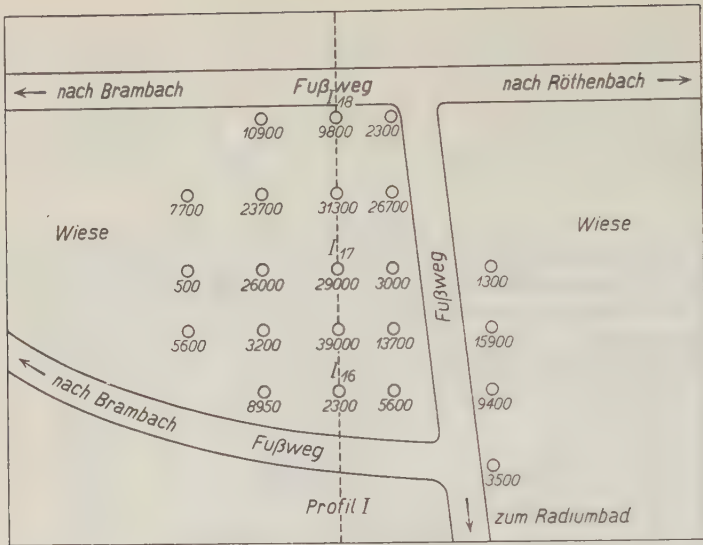 ← nach Brambach Fußweg nach Röthenbach →
I18
10900 9800 2300
7700 23700 31300 26700
Wiese Wiese
I17
500 26000 29000 3000 Fußweg 1300
5600 3200 39000 13700 15900
I16
← nach Brambach 8950 2300 5600 9400
Fußweg
3500
Profil I ↓ zum Radiumbad